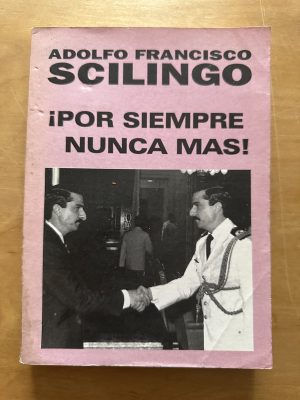 ADOLFO FRANCISCO
SCILINGO
¡POR SIEMPRE
NUNCA MAS!